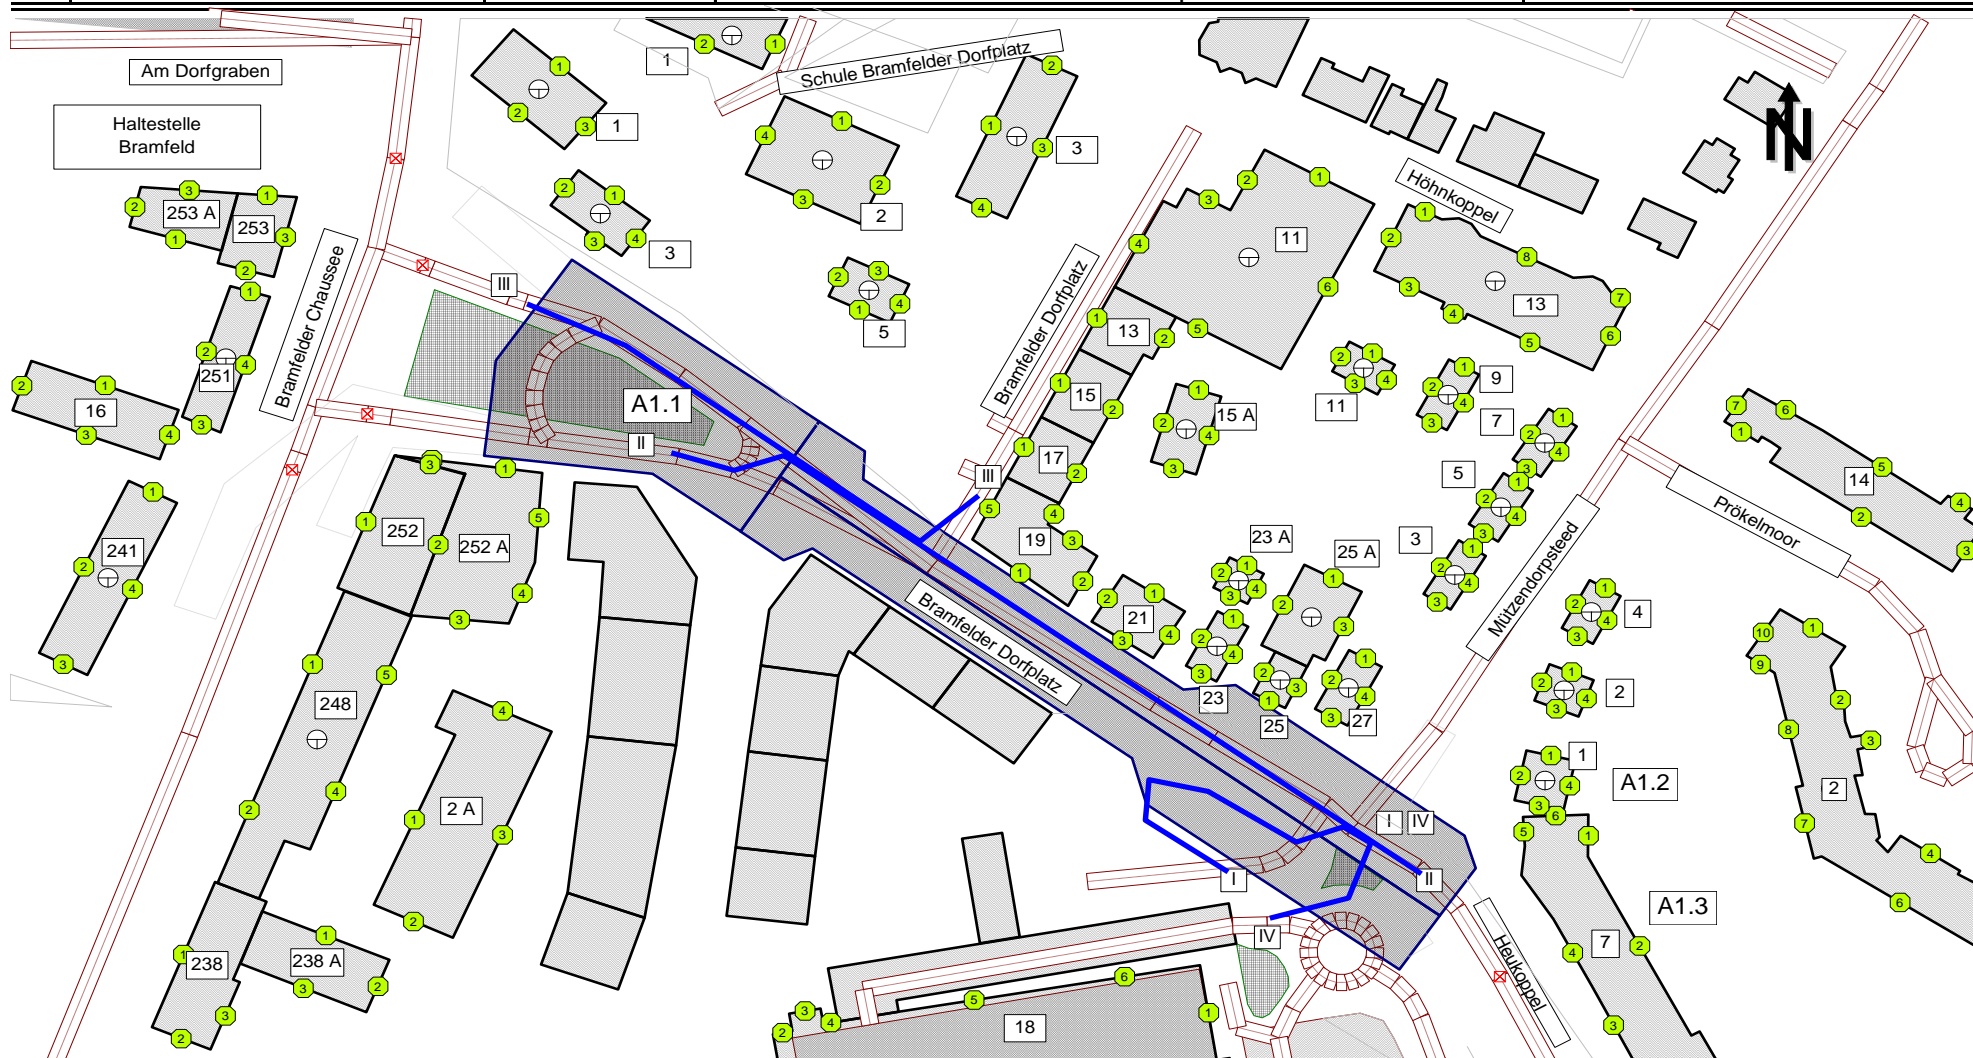 Am Dorfgraben
Haltestelle
Bramfeld
Schule Bramfelder Dorfplatz
Höhnkoppel
Bramfelder Chaussee
Bramfelder Dorfplatz
Bramfelder Dorfplatz
Mützendorpsteed
Prökelmoor
Heukoppel
N
A1.1
A1.2
A1.3
III
II
III
I
IV
I
II
IV
1
1
2
3
3
5
253 A
253
251
16
241
252
252 A
248
2 A
238
238 A
11
13
13
15
15 A
17
19
21
23 A
25 A
23
25
27
11
9
7
5
3
4
2
1
14
2
7
18